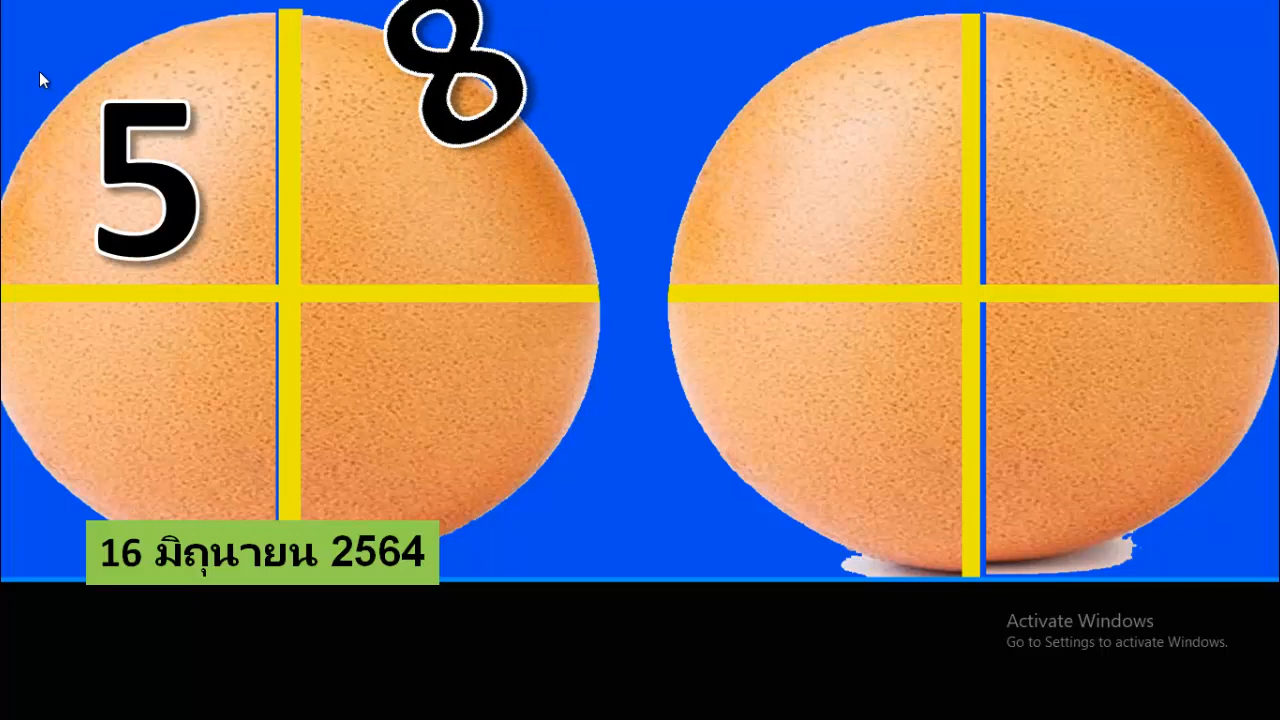 8
5
16 มิถุนายน 2564
Activate Windows
Go to Settings to activate Windows.